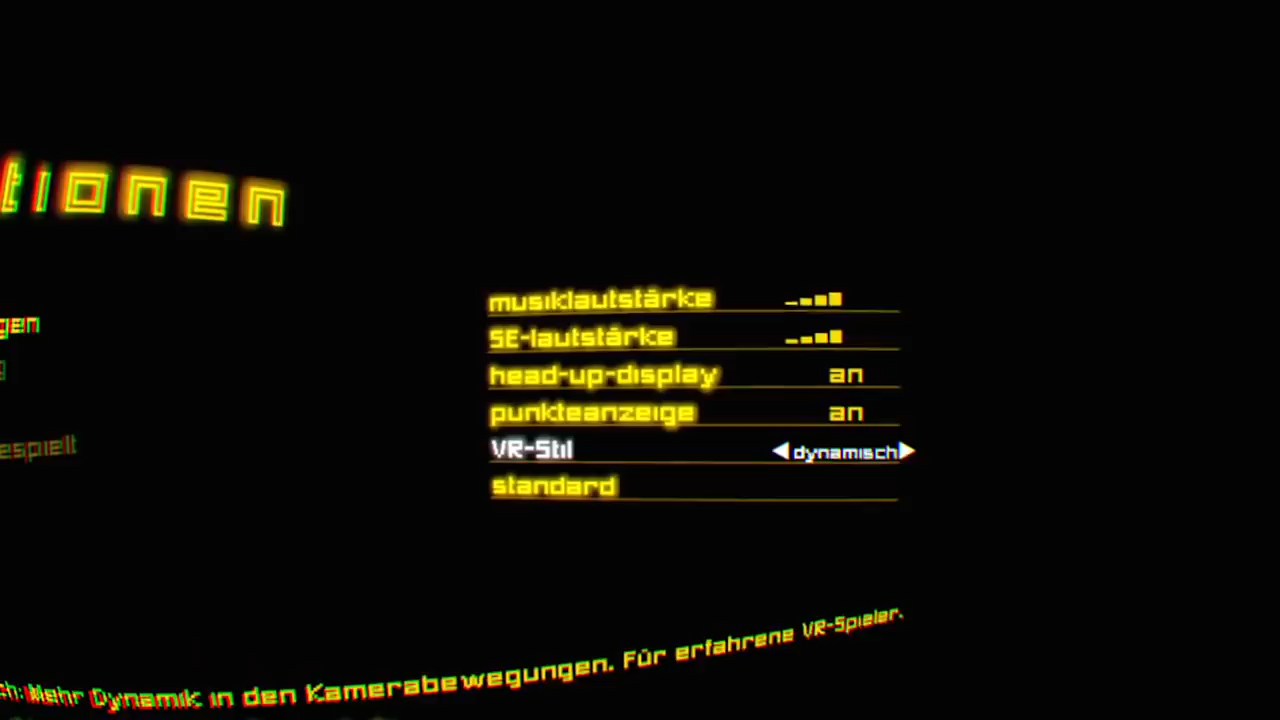 tionen
gen
espielt
musiklautstärke
SE-lautstärke
head-up-display an
punkteanzeige an
VR-Stil dynamisch
standard
ch: Mehr Dynamik in den Kamerabewegungen. Für erfahrene VR-Spieler.